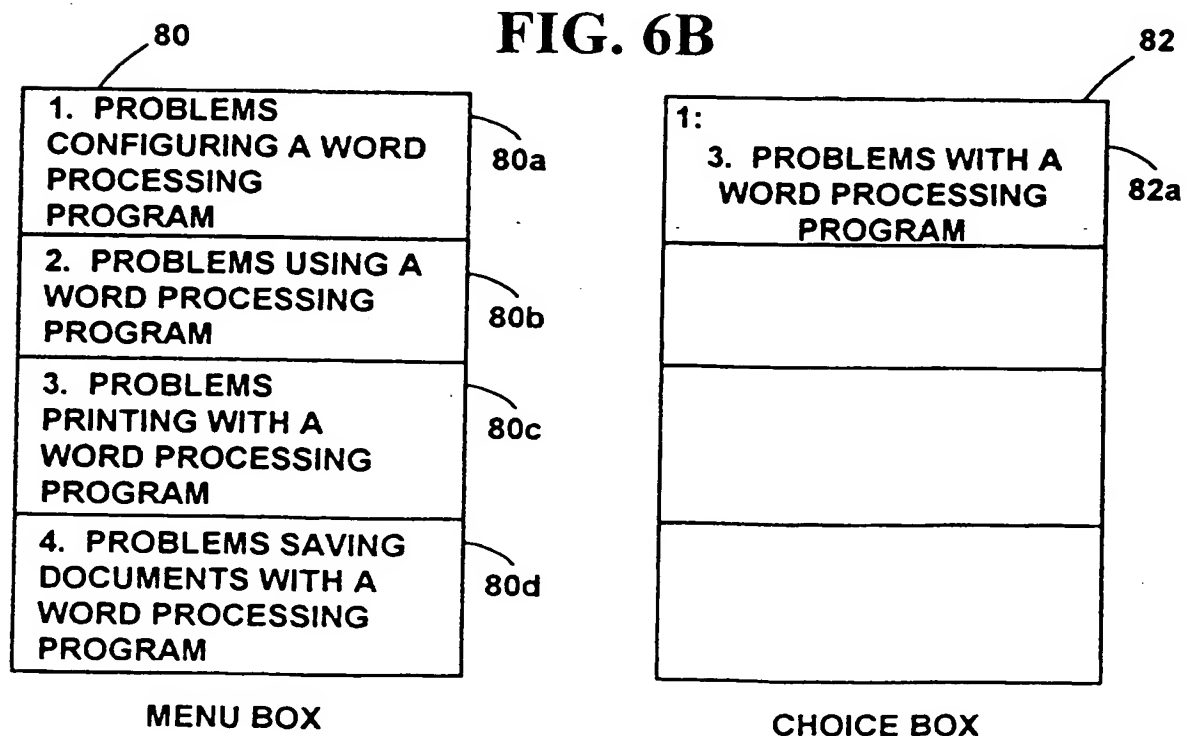 FIG. 6B
80
1. PROBLEMS
CONFIGURING A WORD
PROCESSING
PROGRAM
80a
2. PROBLEMS USING A
WORD PROCESSING
PROGRAM
80b
3. PROBLEMS
PRINTING WITH A
WORD PROCESSING
PROGRAM
80c
4. PROBLEMS SAVING
DOCUMENTS WITH A
WORD PROCESSING
PROGRAM
80d
MENU BOX
82
1:
3. PROBLEMS WITH A
WORD PROCESSING
PROGRAM
82a
CHOICE BOX